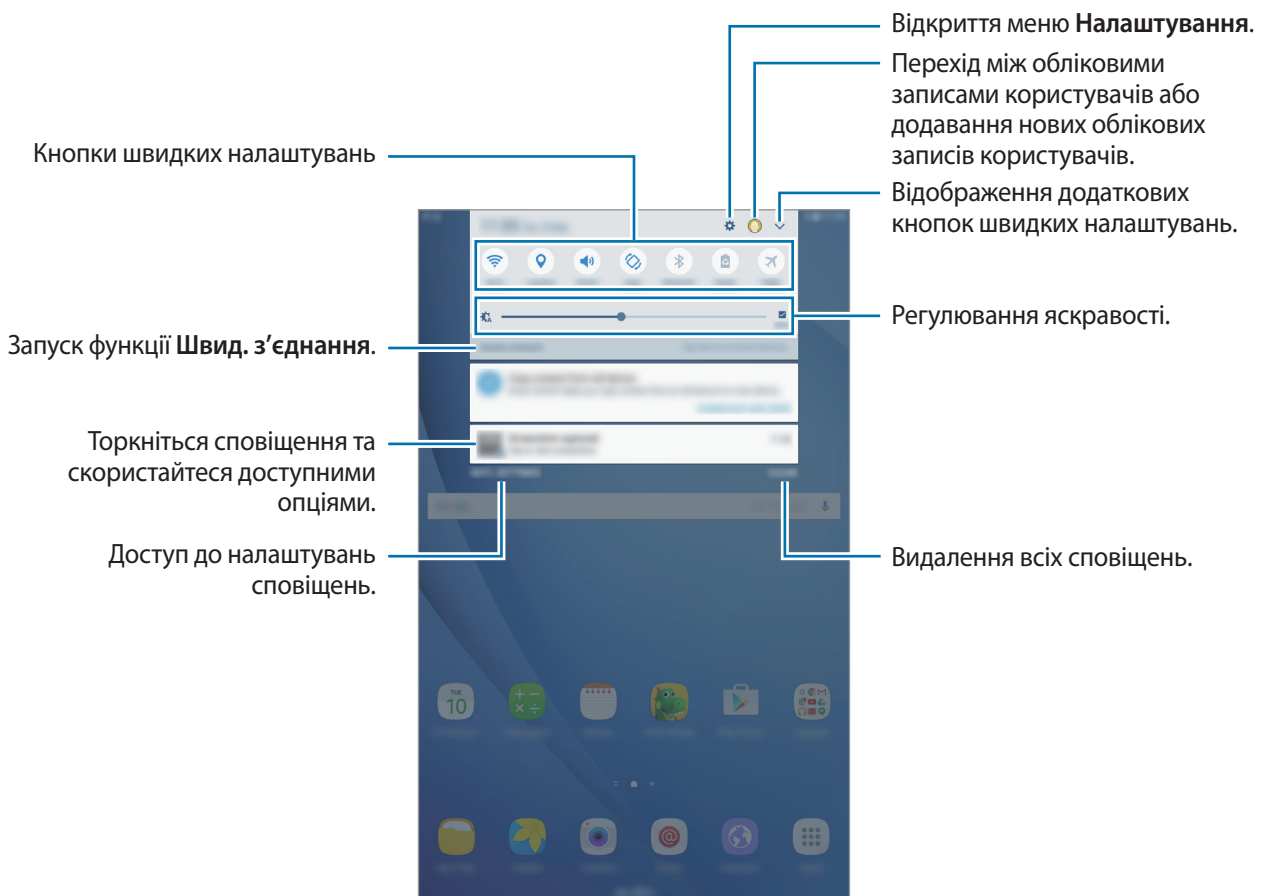 Відкриття меню Налаштування.
Перехід між обліковими
записами користувачів або
додавання нових облікових
записів користувачів.
Кнопки швидких налаштувань
Відображення додаткових
кнопок швидких налаштувань.
Регулювання яскравості.
Запуск функції Швид. з’єднання.
Торкніться сповіщення та
скористайтеся доступними
опціями.
Доступ до налаштувань
сповіщень.
Видалення всіх сповіщень.
TUE
10